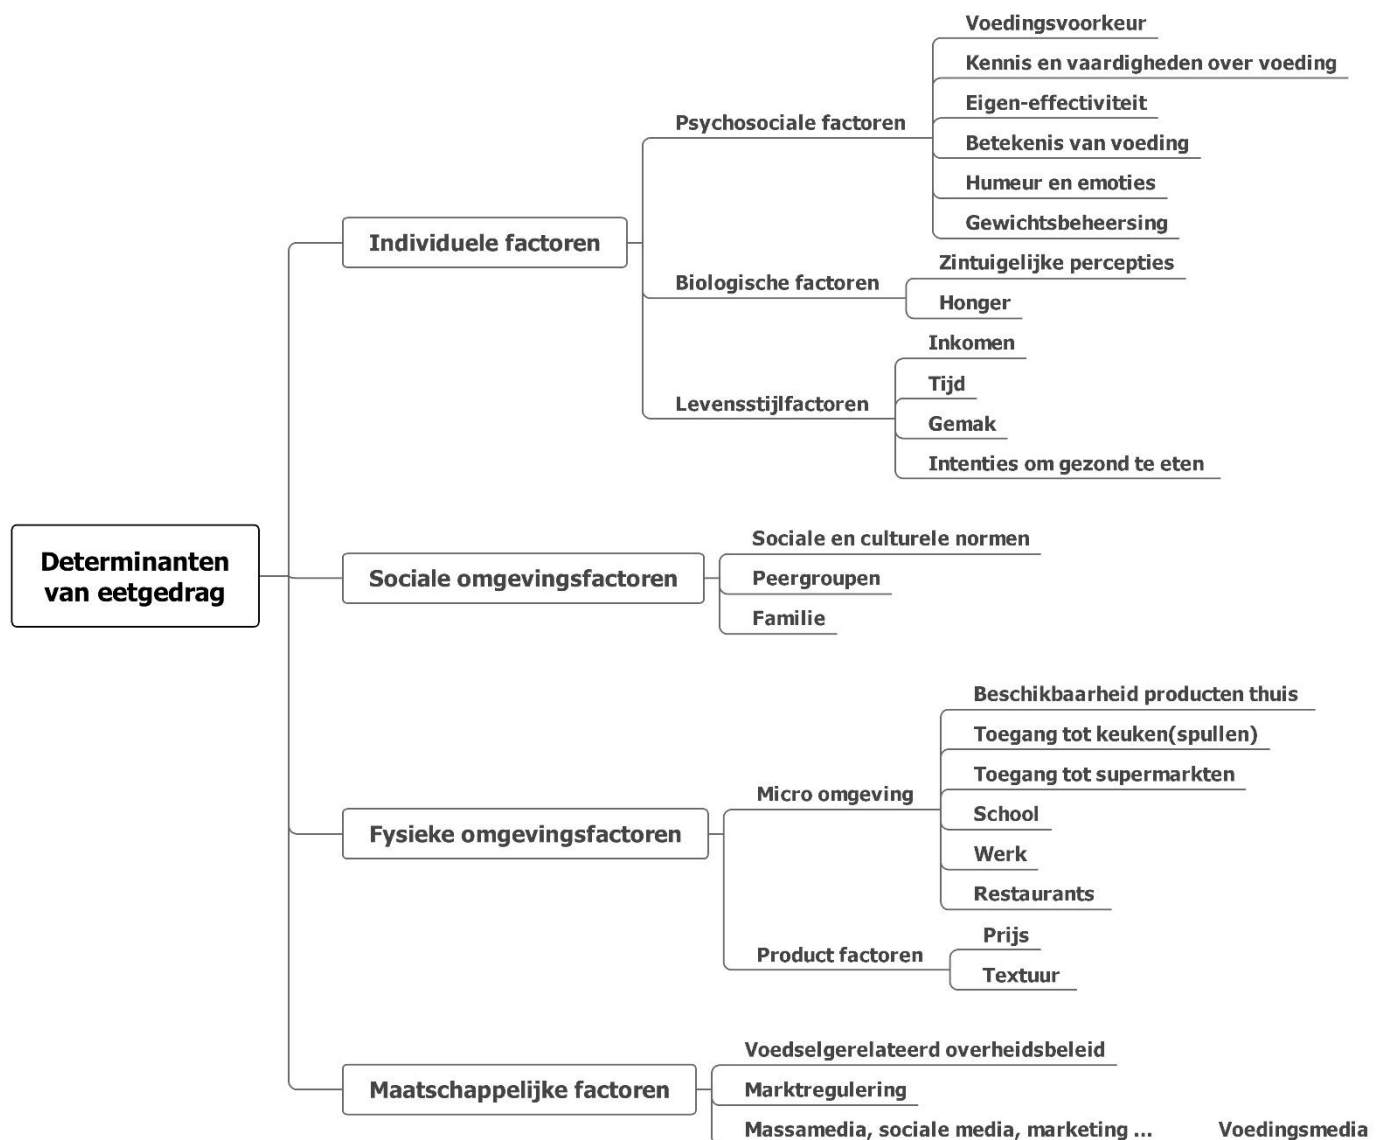 Determinanten
van eetgedrag
Individuele factoren
Psychosociale factoren
Voedingsvoorkeur
Kennis en vaardigheden over voeding
Eigen-effectiviteit
Betekenis van voeding
Humeur en emoties
Gewichtsbeheersing
Biologische factoren
Zintuigelijke percepties
Honger
Levensstijlfactoren
Inkomen
Tijd
Gemak
Intenties om gezond te eten
Sociale omgevingsfactoren
Sociale en culturele normen
Peergroupen
Familie
Fysieke omgevingsfactoren
Micro omgeving
Beschikbaarheid producten thuis
Toegang tot keuken(spullen)
Toegang tot supermarkten
School
Werk
Restaurants
Product factoren
Prijs
Textuur
Maatschappelijke factoren
Voedselgerelateerd overheidsbeleid
Marktregulering
Massamedia, sociale media, marketing ...
Voedingsmedia